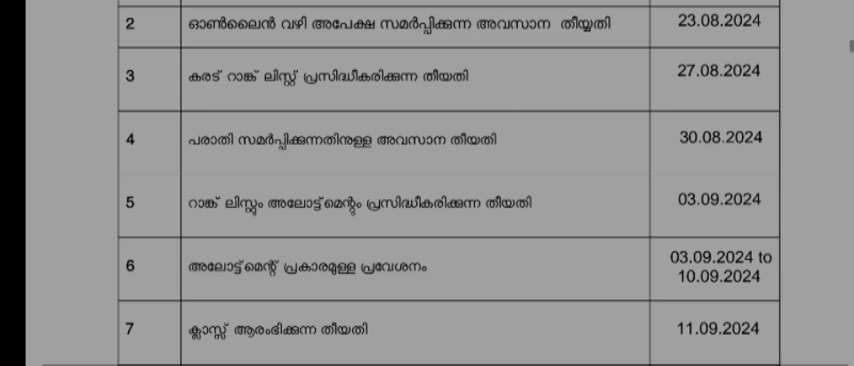 2 ഓൺലൈൻ വഴി അപേക്ഷ സമർപ്പിക്കുന്ന അവസാന തീയ്യതി 23.08.2024
3 കരട് റാങ്ക് ലിസ്റ്റ് പ്രസിദ്ധീകരിക്കുന്ന തീയതി 27.08.2024
4 പരാതി സമർപ്പിക്കുന്നതിനുള്ള അവസാന തീയതി 30.08.2024
5 റാങ്ക് ലിസ്റ്റും അലോട്ട്മെന്റും പ്രസിദ്ധീകരിക്കുന്ന തീയതി 03.09.2024
6 അലോട്ട്മെന്റ് പ്രകാരമുള്ള പ്രവേശനം 03.09.2024 to
10.09.2024
7 ക്ലാസ്സ് ആരംഭിക്കുന്ന തീയതി 11.09.2024